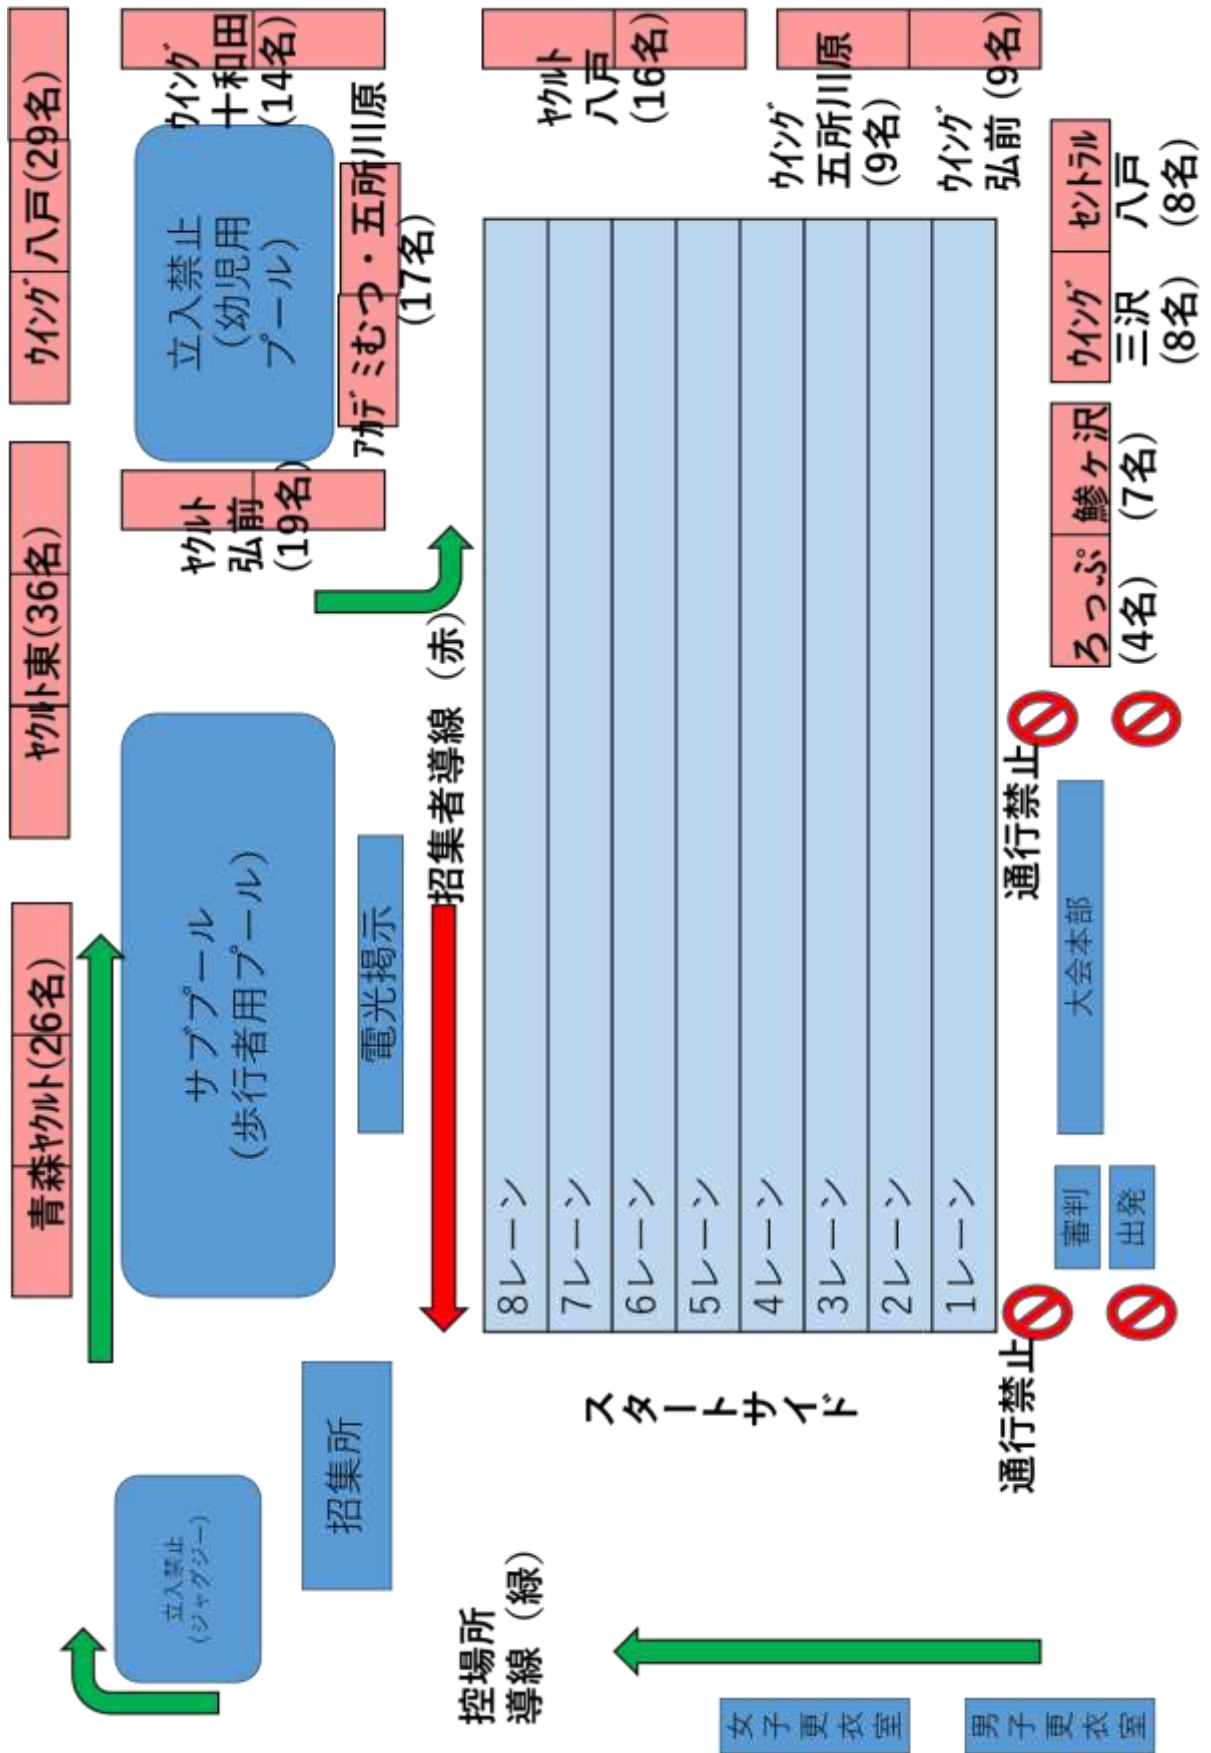 青森ヤクルト(26名)
ヤクルト東(36名)
ウイング八戸(29名)
立入禁止
(ジャグジー)
サブプール
(歩行者用プール)
ヤクルト
弘前
(19名)
立入禁止
(幼児用
プール)
ウイング
十和田
(14名)
招集所
電光掲示
アカデミむつ・五所川原
(17名)
招集者導線（赤）
控場所
導線（緑）
スタートサイド
8レーン
7レーン
6レーン
5レーン
4レーン
3レーン
2レーン
1レーン
ヤクルト
八戸
(16名)
ウイング
五所川原
(9名)
ウイング
弘前(9名)
女子更衣室
男子更衣室
通行禁止
通行禁止
審判
出発
大会本部
ろっぷ
(4名)
鯵ヶ沢
(7名)
ウイング
三沢
(8名)
セントラル
八戸
(8名)